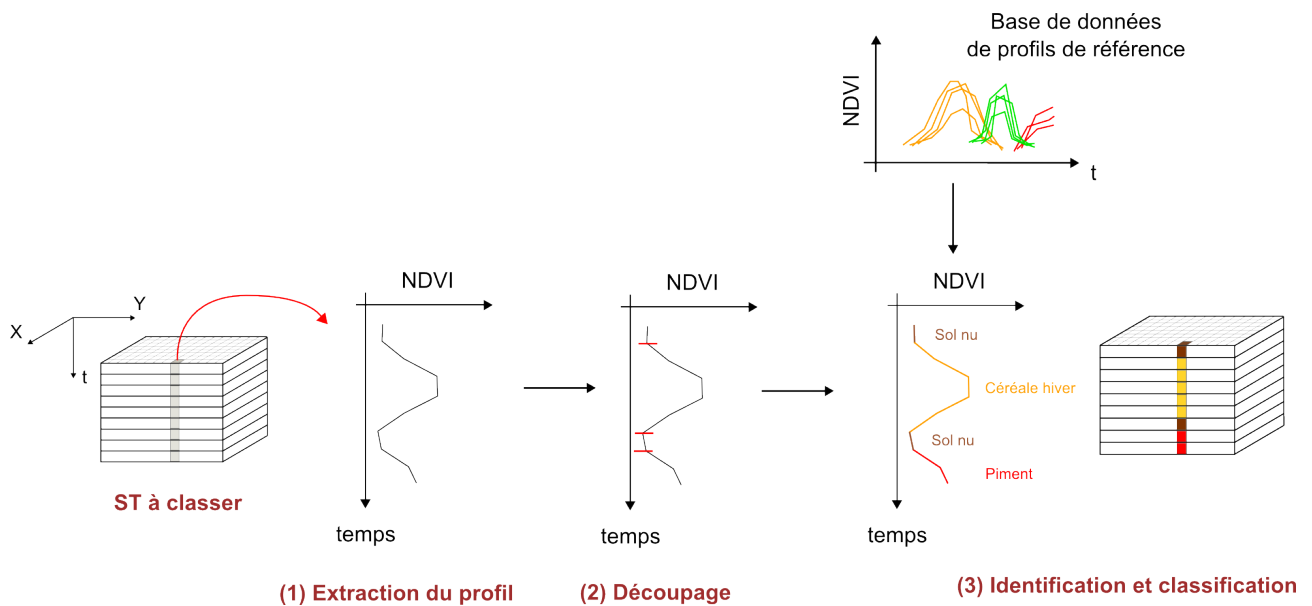 Base de données
de profils de référence
NDVI
t
X
Y
t
ST à classer
NDVI
temps
(1) Extraction du profil
NDVI
temps
(2) Découpage
NDVI
Sol nu
Céréale hiver
Sol nu
Piment
temps
(3) Identification et classification